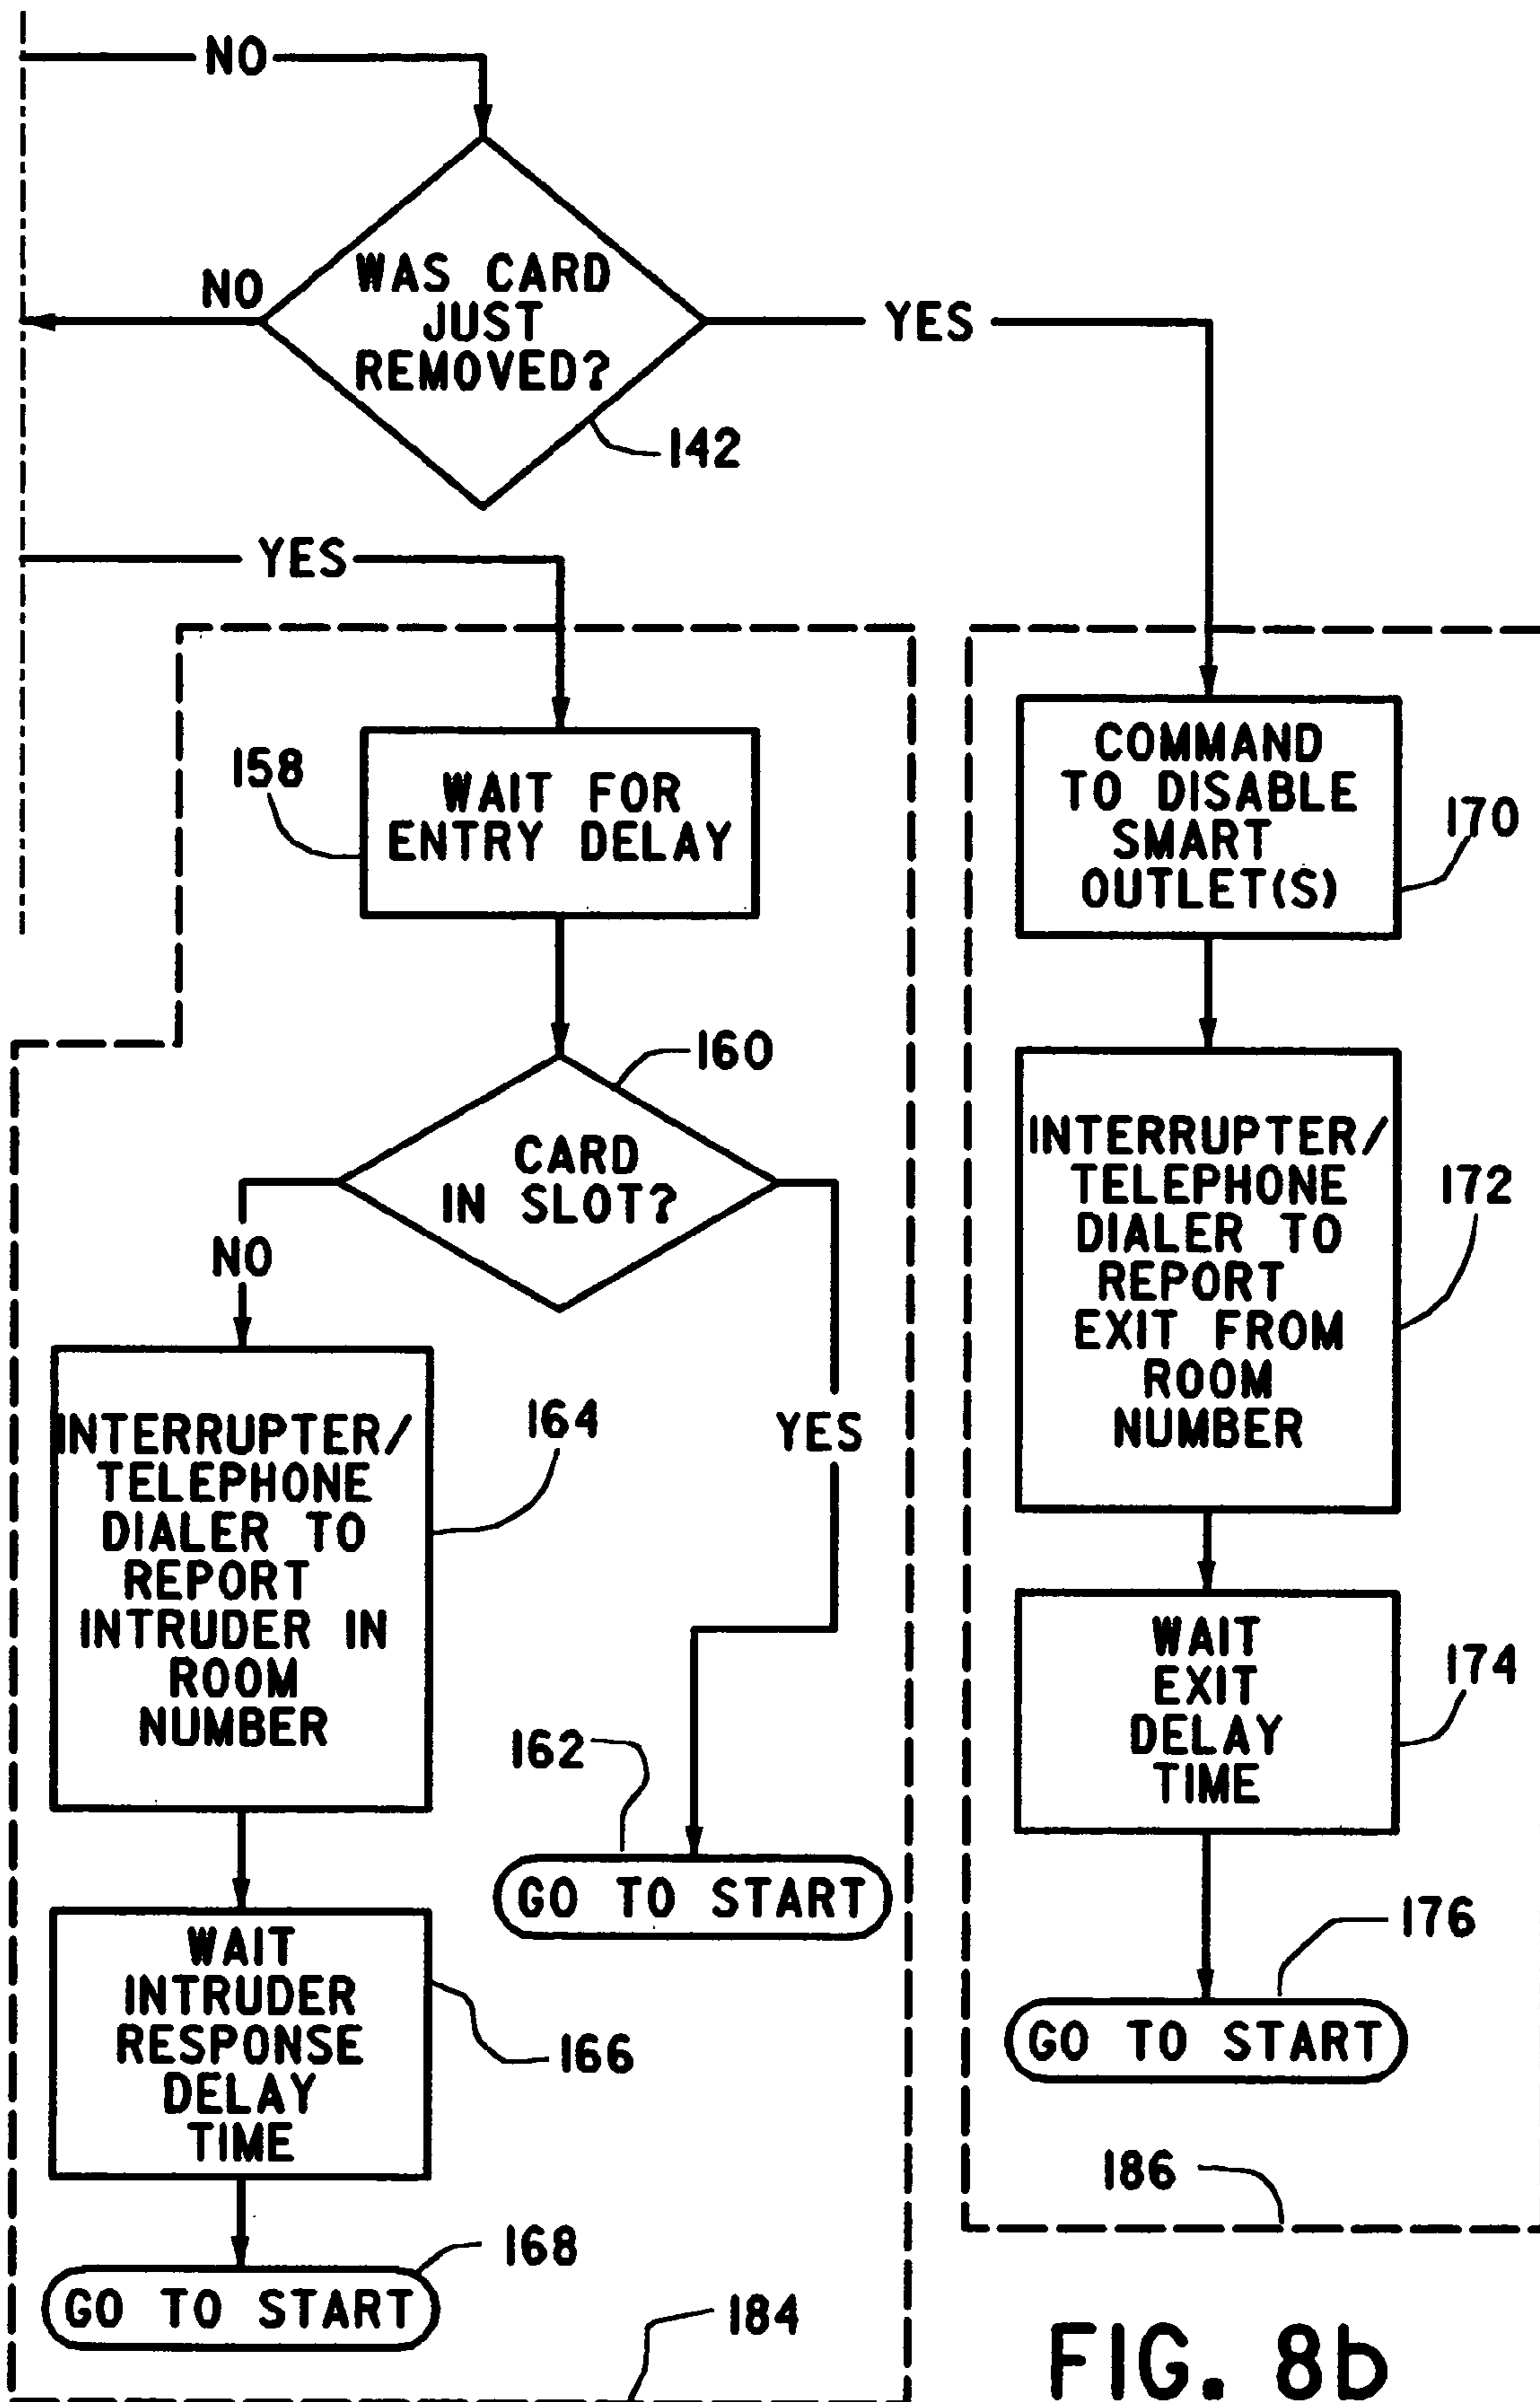 NO
WAS CARD
JUST
REMOVED?
NO
YES
142
YES
158
WAIT FOR
ENTRY DELAY
160
CARD
IN SLOT?
NO
YES
INTERRUPTER/
TELEPHONE
DIALER TO
REPORT
INTRUDER IN
ROOM
NUMBER
164
162
GO TO START
WAIT
INTRUDER
RESPONSE
DELAY
TIME
166
168
GO TO START
184
COMMAND
TO DISABLE
SMART
OUTLET(S)
170
INTERRUPTER/
TELEPHONE
DIALER TO
REPORT
EXIT FROM
ROOM
NUMBER
172
WAIT
EXIT
DELAY
TIME
174
176
GO TO START
186
FIG. 8b